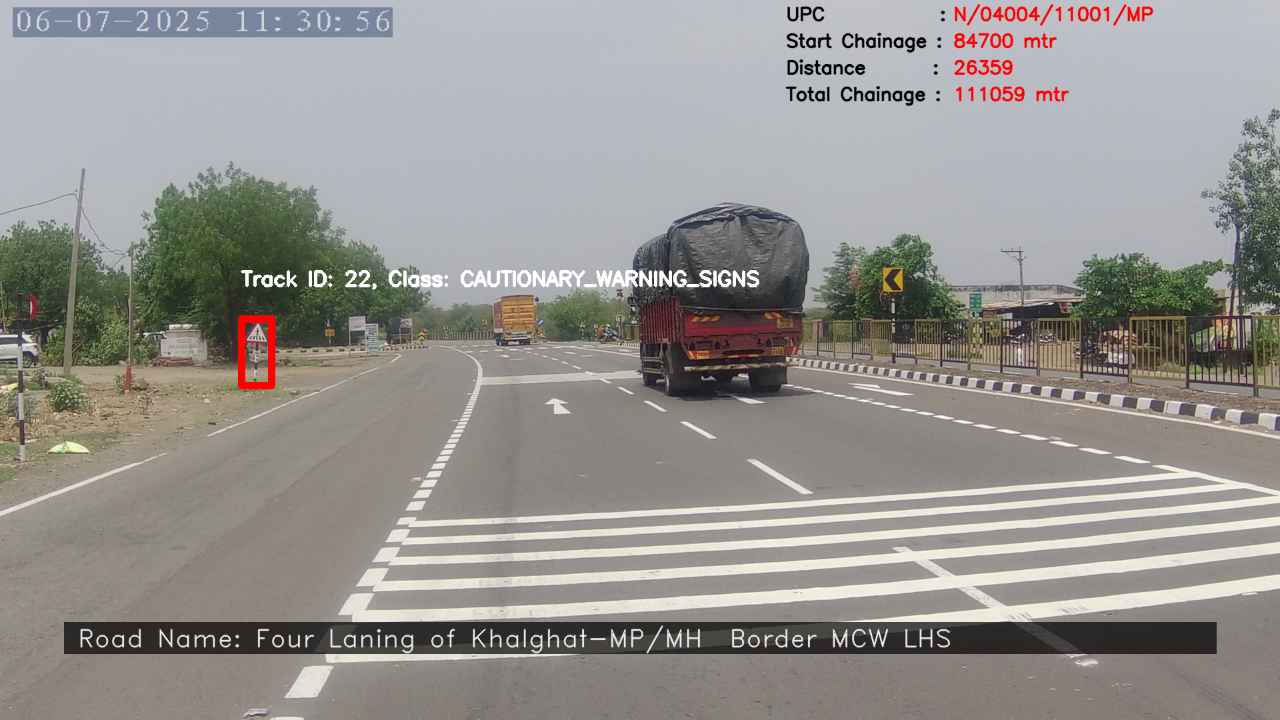 06-07-2025 11:30:56
UPC : N/04004/11001/MP
Start Chainage : 84700 mtr
Distance : 26359
Total Chainage : 111059 mtr
Track ID: 22, Class: CAUTIONARY_WARNING_SIGNS
Road Name: Four Laning of Khalghat-MP/MH Border MCW LHS